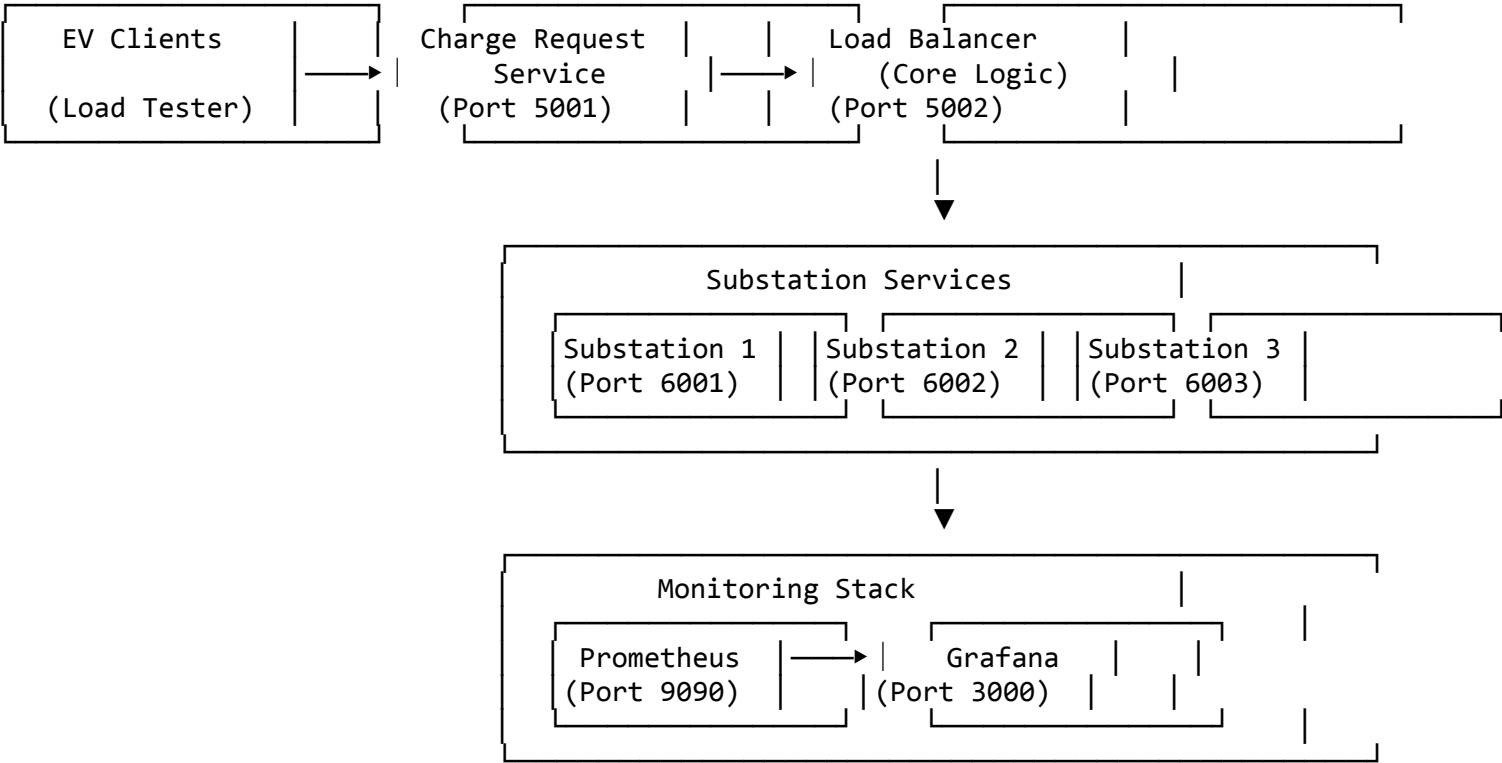 EV Clients Charge Request Load Balancer
Service (Core Logic)
(Load Tester) (Port 5001) (Port 5002)
Substation Services
Substation 1 Substation 2 Substation 3
(Port 6001) (Port 6002) (Port 6003)
Monitoring Stack
Prometheus Grafana
(Port 9090) (Port 3000)